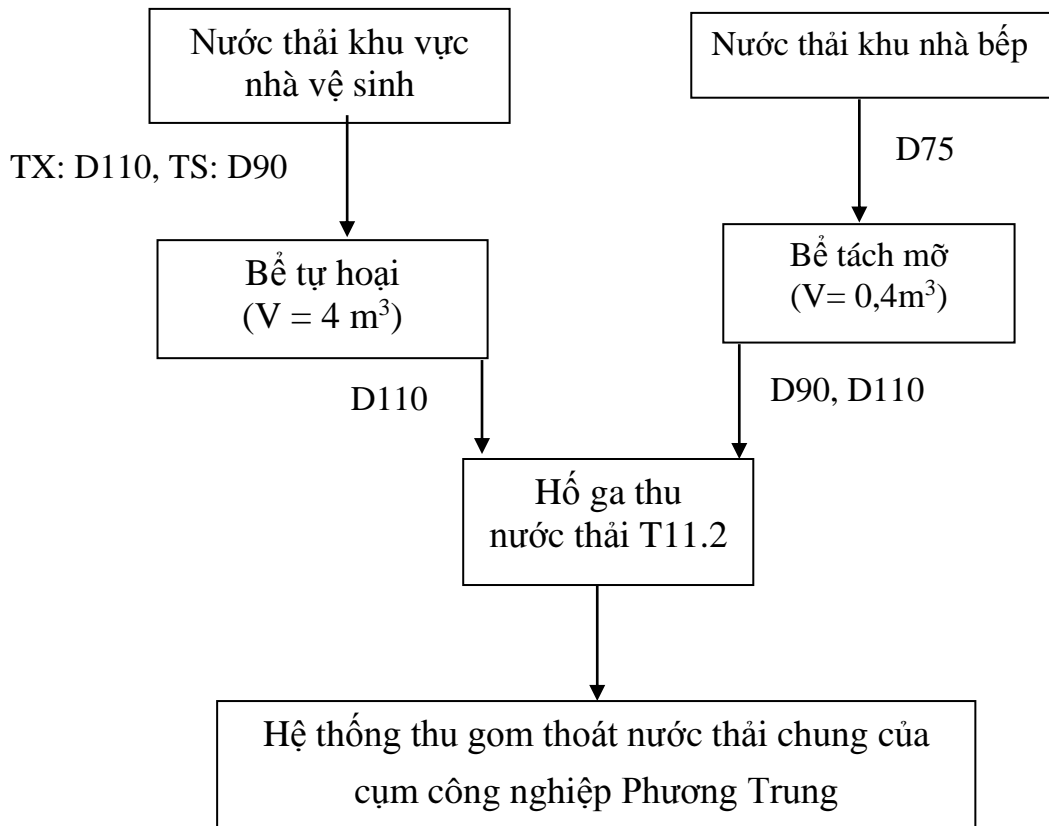 Nước thải khu vực
nhà vệ sinh
Nước thải khu nhà bếp
TX: D110, TS: D90
D75
Bể tự hoại
(V = 4 m³)
Bể tách mỡ
(V= 0,4m³)
D110
D90, D110
Hố ga thu
nước thải T11.2
Hệ thống thu gom thoát nước thải chung của
cụm công nghiệp Phương Trung